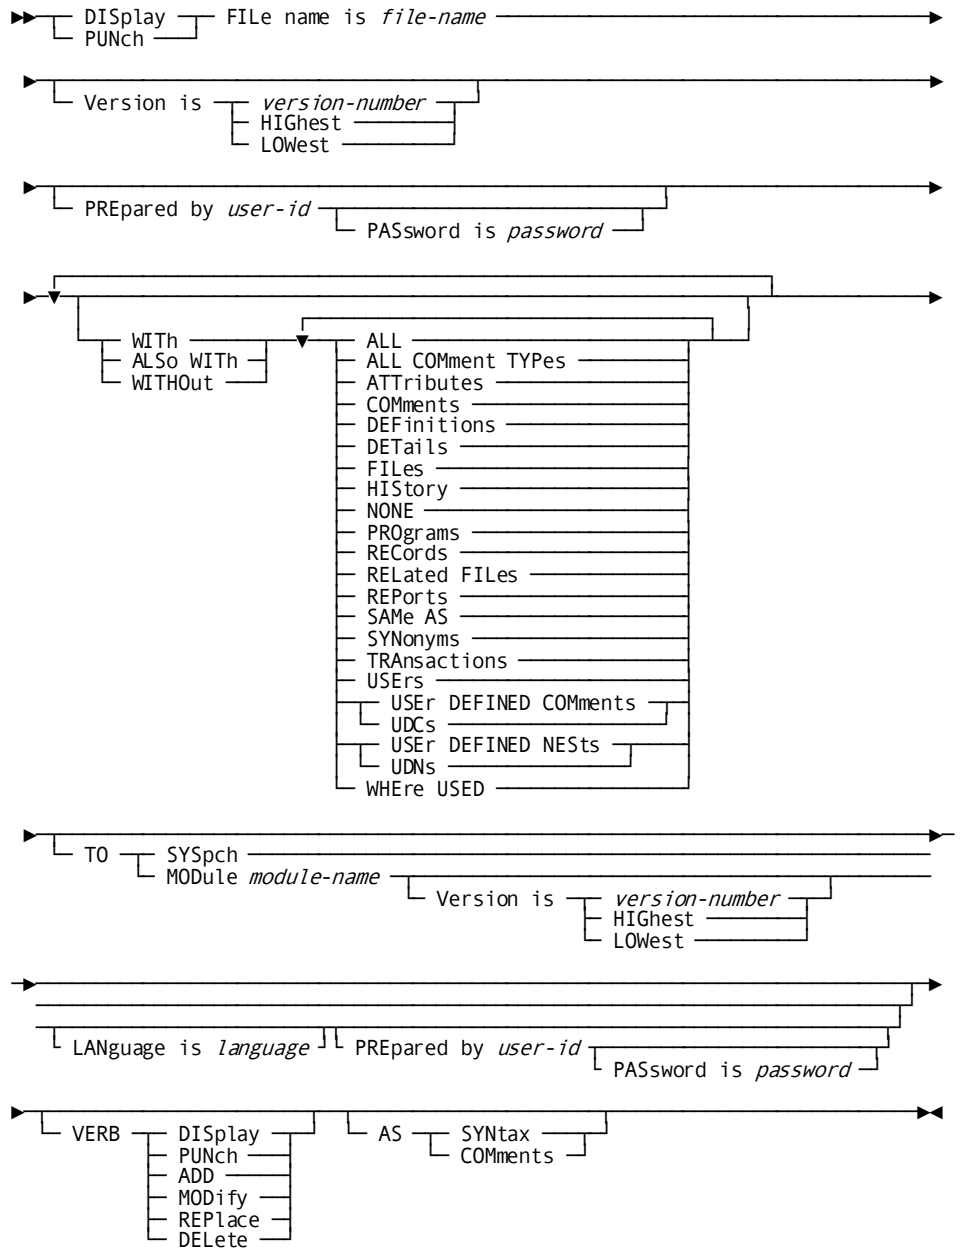 DISplay FILe name is file-name
PUNch
Version is version-number
HIGhest
LOWest
PREpared by user-id
PASsword is password
WITh
ALSo WITh
WITHOut
ALL
ALL COMment TYPes
ATTributes
COMments
DEFinitions
DETails
FILes
HIStory
NONE
PROgrams
RECords
RELated FILes
REPorts
SAMe AS
SYNonyms
TRAnsactions
USErs
USEr DEFINED COMments
UDCs
USEr DEFINED NESts
UDNs
WHEre USED
TO SYSpch
MODule module-name
Version is version-number
HIGhest
LOWest
LANguage is language PREpared by user-id
PASsword is password
VERB DISplay AS SYNtax
PUNch COMments
ADD
MODify
REPlace
DELete